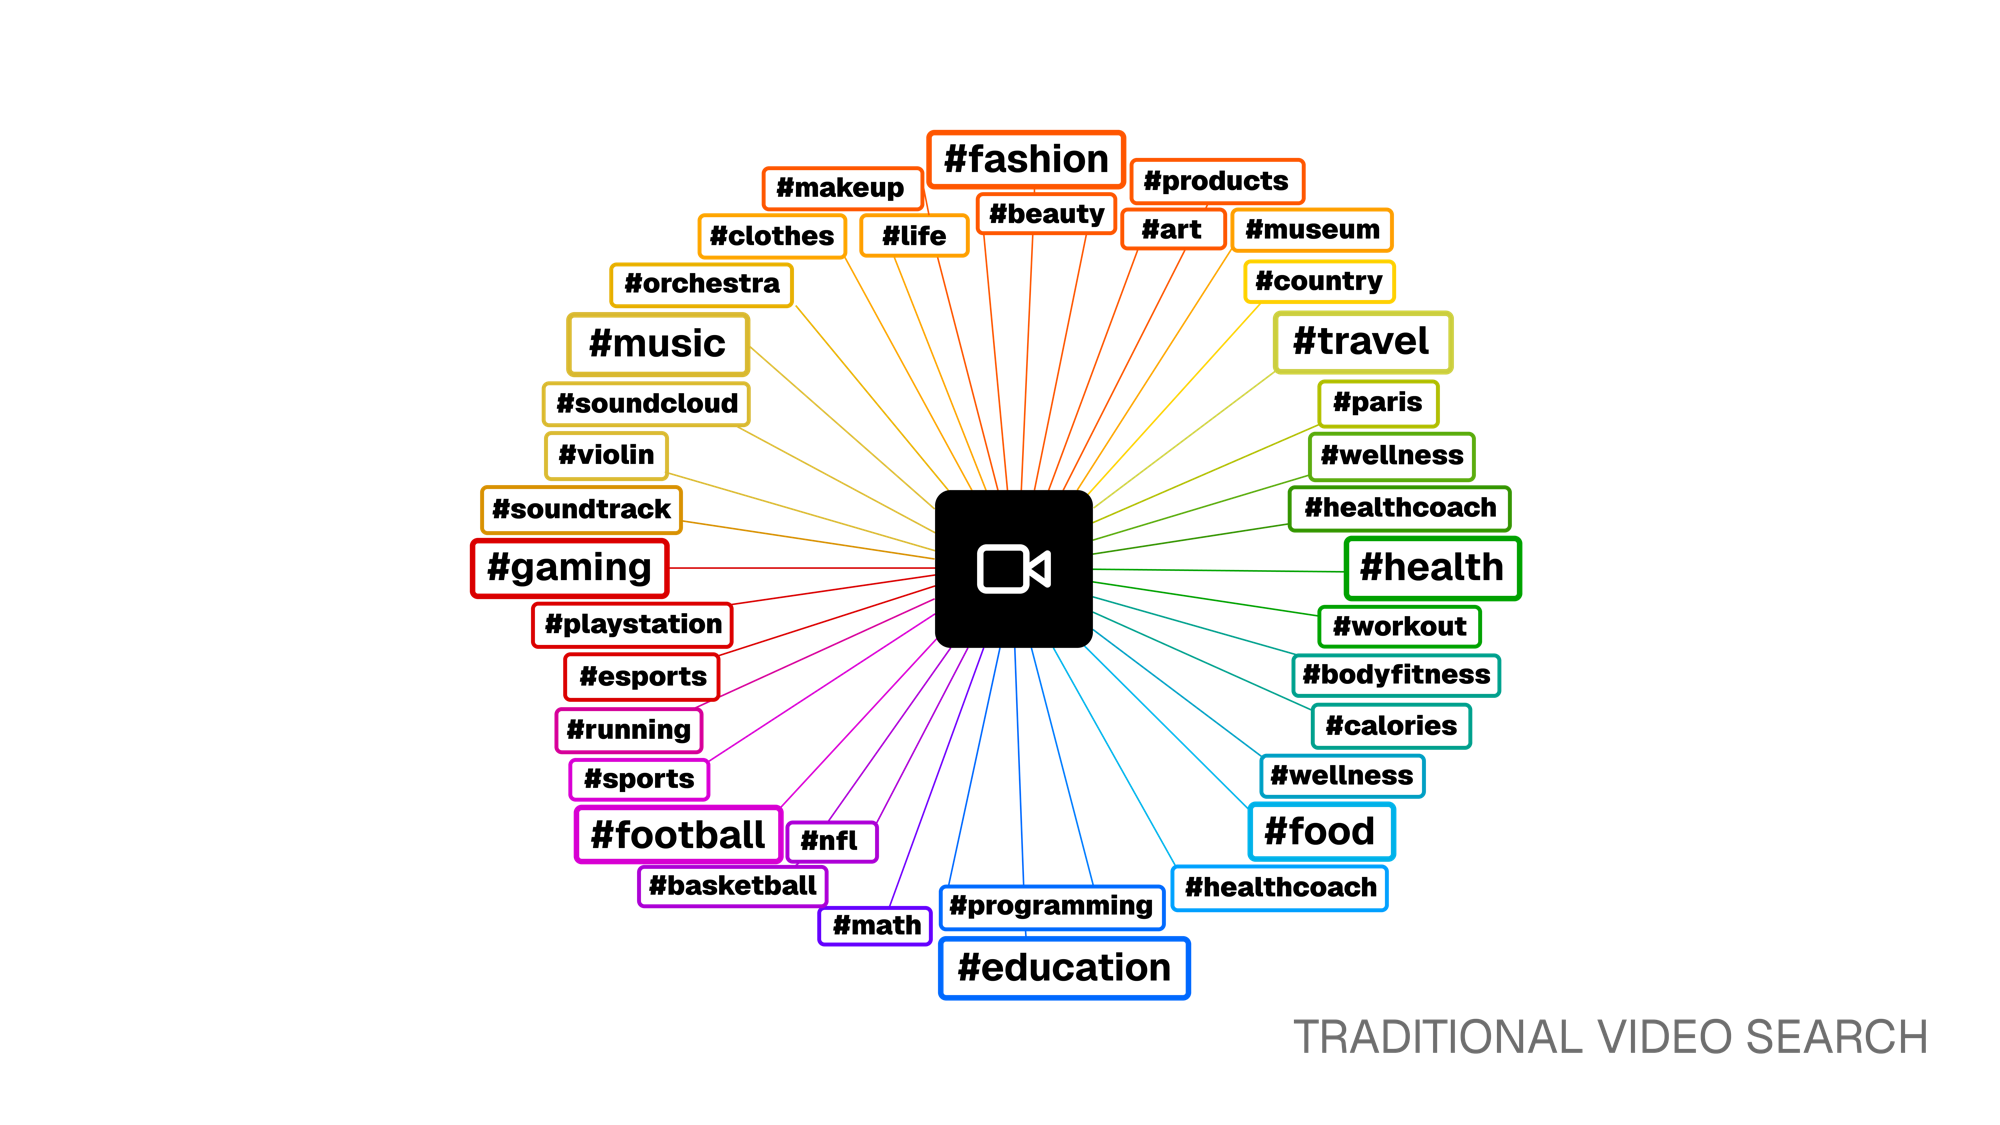 #fashion
#products
#makeup
#beauty
#art
#museum
#clothes
#life
#country
#orchestra
#travel
#music
#paris
#soundcloud
#wellness
#violin
#healthcoach
#soundtrack
#health
#gaming
#workout
#playstation
#bodyfitness
#esports
#calories
#running
#wellness
#sports
#food
#football
#nfl
#healthcoach
#basketball
#programming
#math
#education
TRADITIONAL VIDEO SEARCH